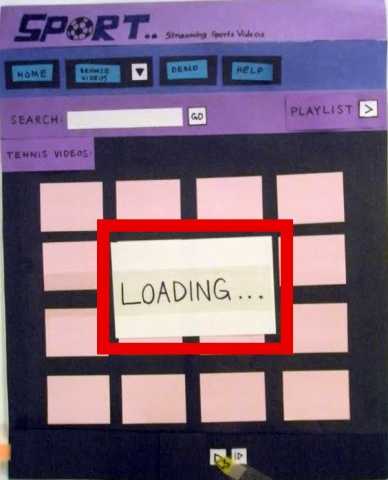 SPORT..
Streaming Sports Videos
HOME
BROWSE VIDEOS
DEMO
HELP
SEARCH:
GO
PLAYLIST >
TENNIS VIDEOS:
LOADING...